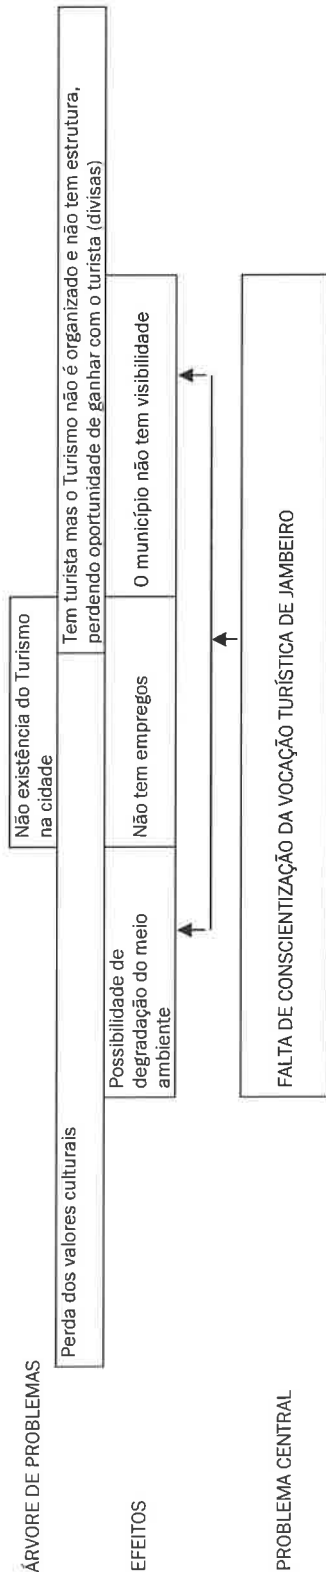 ÁRVORE DE PROBLEMAS
Não existência do Turismo
na cidade
Perda dos valores culturais
Tem turista mas o Turismo não é organizado e não tem estrutura,
perdendo oportunidade de ganhar com o turista (divisas)
EFEITOS
Possibilidade de
degradação do meio
ambiente
Não tem empregos
O município não tem visibilidade
PROBLEMA CENTRAL
FALTA DE CONSCIENTIZAÇÃO DA VOCAÇÃO TURÍSTICA DE JAMBEIRO